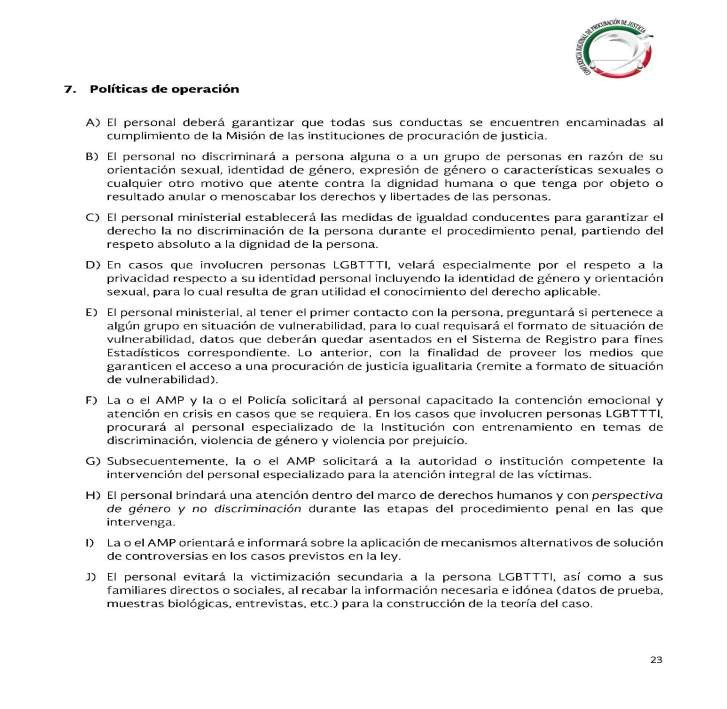 CONFERENCIA NACIONAL DE PROCURACIÓN DE JUSTICIA
7. Políticas de operación
A) El personal deberá garantizar que todas sus conductas se encuentren encaminadas al
cumplimiento de la Misión de las instituciones de procuración de justicia.
B) El personal no discriminará a persona alguna o a un grupo de personas en razón de su
orientación sexual, identidad de género, expresión de género o características sexuales o
cualquier otro motivo que atente contra la dignidad humana o que tenga por objeto o
resultado anular o menoscabar los derechos y libertades de las personas.
C) El personal ministerial establecerá las medidas de igualdad conducentes para garantizar el
derecho la no discriminación de la persona durante el procedimiento penal, partiendo del
respeto absoluto a la dignidad de la persona.
D) En casos que involucren personas LGBTTTI, velará especialmente por el respeto a la
privacidad respecto a su identidad personal incluyendo la identidad de género y orientación
sexual, para lo cual resulta de gran utilidad el conocimiento del derecho aplicable.
E) El personal ministerial, al tener el primer contacto con la persona, preguntará si pertenece a
algún grupo en situación de vulnerabilidad, para lo cual requisará el formato de situación de
vulnerabilidad, datos que deberán quedar asentados en el Sistema de Registro para fines
Estadísticos correspondiente. Lo anterior, con la finalidad de proveer los medios que
garanticen el acceso a una procuración de justicia igualitaria (remite a formato de situación
de vulnerabilidad).
F) La o el AMP y la o el Policía solicitará al personal capacitado la contención emocional y
atención en crisis en casos que se requiera. En los casos que involucren personas LGBTTTI,
procurará al personal especializado de la Institución con entrenamiento en temas de
discriminación, violencia de género y violencia por prejuicio.
G) Subsecuentemente, la o el AMP solicitará a la autoridad o institución competente la
intervención del personal especializado para la atención integral de las víctimas.
H) El personal brindará una atención dentro del marco de derechos humanos y con perspectiva
de género y no discriminación durante las etapas del procedimiento penal en las que
intervenga.
I) La o el AMP orientará e informará sobre la aplicación de mecanismos alternativos de solución
de controversias en los casos previstos en la ley.
J) El personal evitará la victimización secundaria a la persona LGBTTTI, así como a sus
familiares directos o sociales, al recabar la información necesaria e idónea (datos de prueba,
muestras biológicas, entrevistas, etc.) para la construcción de la teoría del caso.
23